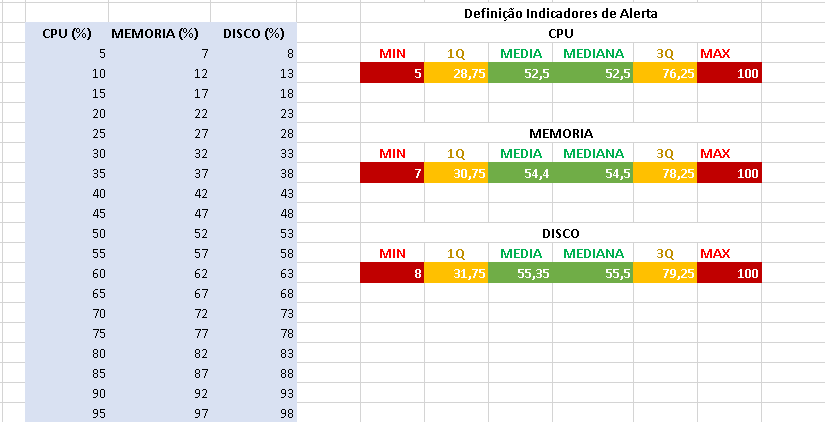 Definição Indicadores de Alerta
CPU (%) MEMORIA (%) DISCO (%) CPU
5 7 8 MIN 1Q MEDIA MEDIANA 3Q MAX
10 12 13 5 28,75 52,5 52,5 76,25 100
15 17 18
20 22 23
25 27 28 MEMORIA
30 32 33 MIN 1Q MEDIA MEDIANA 3Q MAX
35 37 38 7 30,75 54,4 54,5 78,25 100
40 42 43
45 47 48
50 52 53 DISCO
55 57 58 MIN 1Q MEDIA MEDIANA 3Q MAX
60 62 63 8 31,75 55,35 55,5 79,25 100
65 67 68
70 72 73
75 77 78
80 82 83
85 87 88
90 92 93
95 97 98